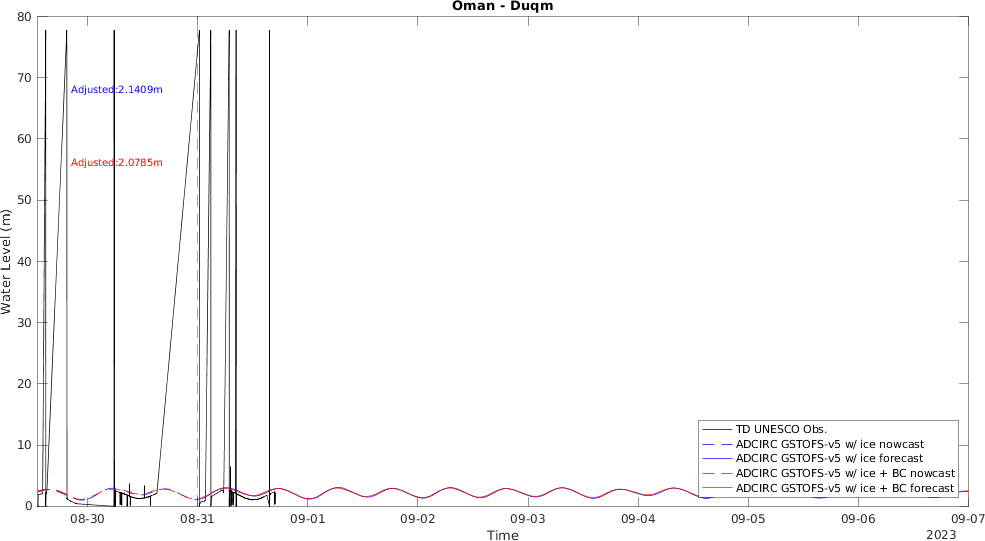 Oman - Duqm
80
70
60
50
40
30
20
10
0
Water Level (m)
Adjusted:2.1409m
Adjusted:2.0785m
TD UNESCO Obs.
ADCIRC GSTOFS-v5 w/ ice nowcast
ADCIRC GSTOFS-v5 w/ ice forecast
ADCIRC GSTOFS-v5 w/ ice + BC nowcast
ADCIRC GSTOFS-v5 w/ ice + BC forecast
08-30 08-31 09-01 09-02 09-03 09-04 09-05 09-06 09-07
Time
2023